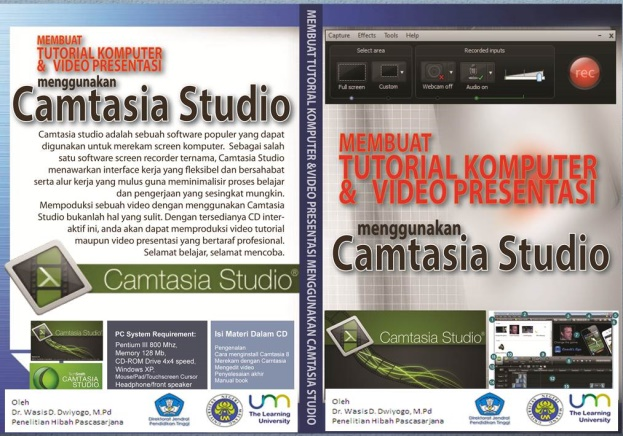 MEMBUAT
TUTORIAL KOMPUTER
& VIDEO PRESENTASI
menggunakan
Camtasia Studio
Camtasia studio adalah sebuah software populer yang dapat
digunakan untuk merekam screen komputer. Sebagai salah
satu software screen recorder ternama, Camtasia Studio
menawarkan interface kerja yang fleksibel dan bersahabat
serta alur kerja yang mulus guna meminimalisir proses belajar
dan pengerjaan yang sesingkat mungkin.
Mempoduksi sebuah video dengan menggunakan Camtasia
Studio bukanlah hal yang sulit. Dengan tersedianya CD inter-
aktif ini, anda akan dapat memproduksi video tutorial
maupun video presentasi yang bertaraf profesional.
Selamat belajar, selamat mencoba.
Camtasia Studio®
Camtasia Studio
CAMTASIA
STUDIO
PC System Requirement:
Pentium III 800 Mhz,
Memory 128 Mb,
CD-ROM Drive 4x4 speed.
Windows XP.
Mouse/Pad/Touchscreen Cursor
Headphone/front speaker
Isi Materi Dalam CD
Pengenalan
Cara menginstall Camtasia 8
Merekam dengan Camtasia
Mengedit video
Penyelesaian akhir
Manual book
Oleh
Dr. Wasis D. Dwiyogo, M.Pd
Penelitian Hibah Pascasarjana
Direktorat Jendral
Pendidikan Tinggi
um
The Learning
University
MEMBUAT TUTORIAL KOMPUTER &VIDEO PRESENTASI MENGGUNAKAN CAMTASIA STUDIO
Capture Effects Tools Help
Select area
Recorded inputs
Full screen
Custom
Webcam off
Audio on
rec
MEMBUAT
TUTORIAL KOMPUTER
& VIDEO PRESENTASI
menggunakan
Camtasia Studio
Camtasia Studio®
Oleh
Dr. Wasis D. Dwiyogo, M.Pd
Penelitian Hibah Pascasarjana
Direktorat Jendral
Pendidikan Tinggi
um
The Learning
University